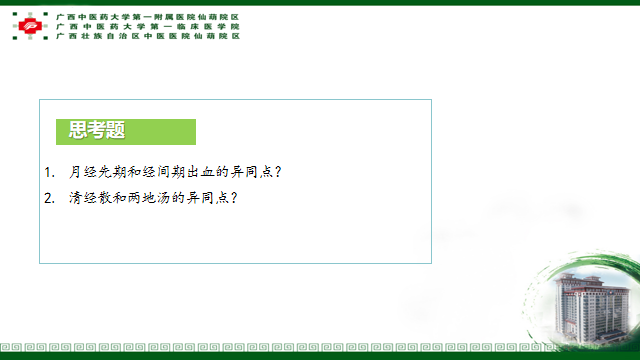 广西中医药大学第一附属医院仙葫院区
广西中医药大学第一临床医学院
广西壮族自治区中医医院仙葫院区
思考题
1. 月经先期和经间期出血的异同点?
2. 清经散和两地汤的异同点?